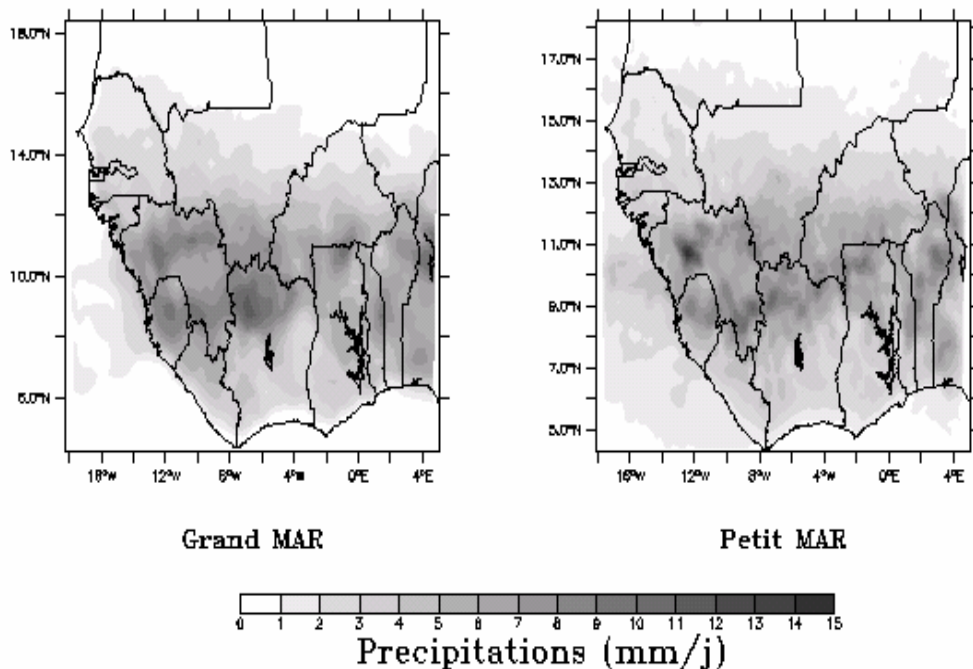 18.0°N
14.0°N
10.0°N
6.0°N
16°W 12°W 8°W 4°W 0°E 4°E
17.0°N
15.0°N
13.0°N
11.0°N
9.0°N
7.0°N
5.0°N
16°W 12°W 8°W 4°W 0°E 4°E
Grand MAR
Petit MAR
0 1 2 3 4 5 6 7 8 9 10 11 12 13 14 15
Precipitations (mm/j)